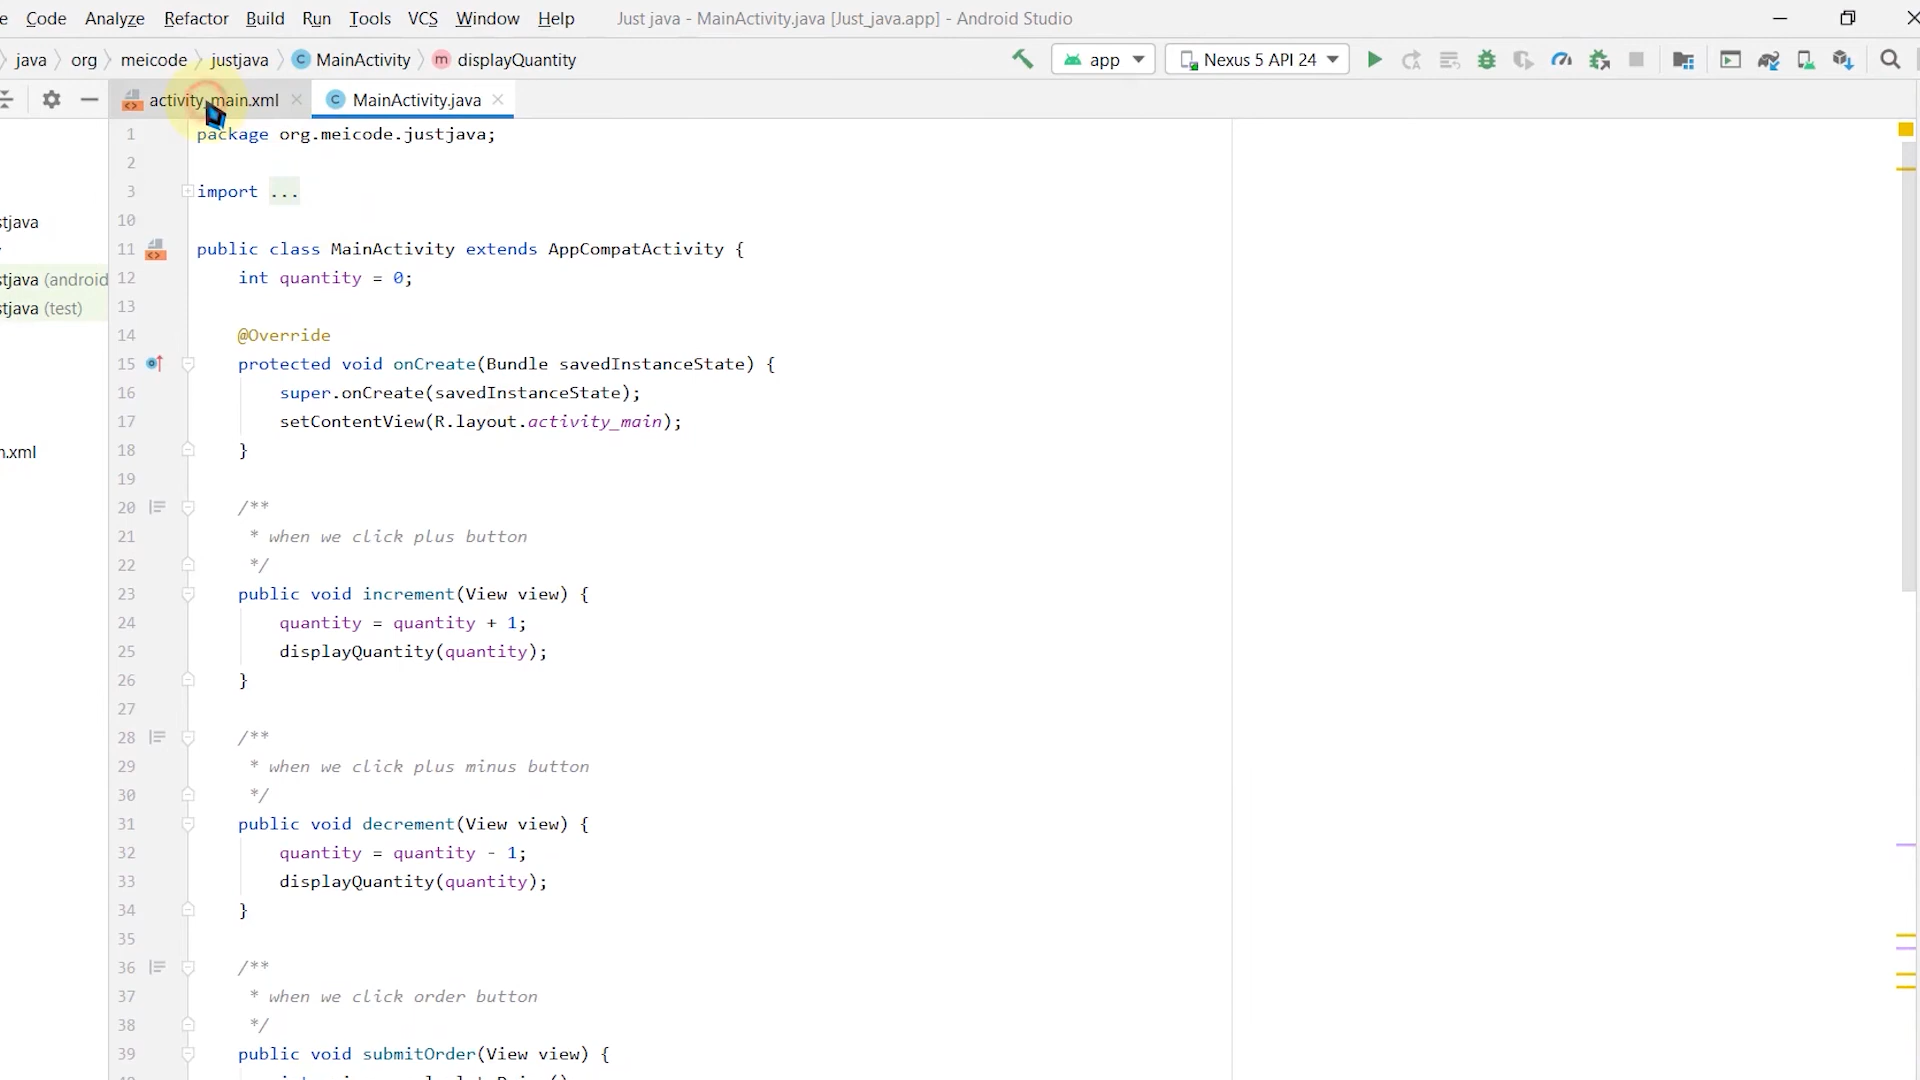 Code Analyze Refactor Build Run Tools VCS Window Help Just java - MainActivity.java [Just_java.app] - Android Studio
java org meicode justjava MainActivity displayQuantity app Nexus 5 API 24
activity_main.xml MainActivity.java
1 package org.meicode.justjava;
2
3 import ...
10
11 public class MainActivity extends AppCompatActivity {
12 int quantity = 0;
13
14 @Override
15 protected void onCreate(Bundle savedInstanceState) {
16 super.onCreate(savedInstanceState);
17 setContentView(R.layout.activity_main);
18 }
19
20 /**
21 * when we click plus button
22 */
23 public void increment(View view) {
24 quantity = quantity + 1;
25 displayQuantity(quantity);
26 }
27
28 /**
29 * when we click plus minus button
30 */
31 public void decrement(View view) {
32 quantity = quantity - 1;
33 displayQuantity(quantity);
34 }
35
36 /**
37 * when we click order button
38 */
39 public void submitOrder(View view) {
stjava
stjava (android
stjava (test)
n.xml